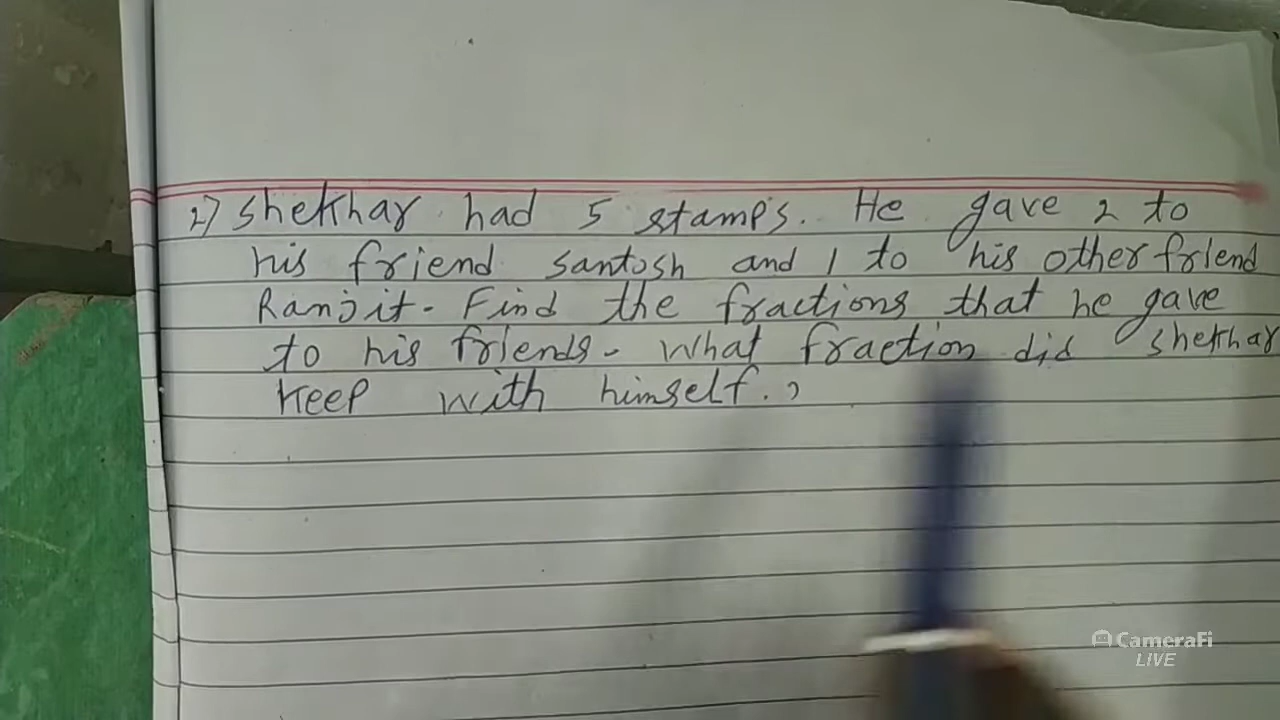 2) Shekhar had 5 stamps. He gave 2 to
his friend santosh and 1 to his other friend
Ranjit. Find the fractions that he gave
to his friends. What fraction did shekhar
keep with himself. ?
CameraFi
LIVE